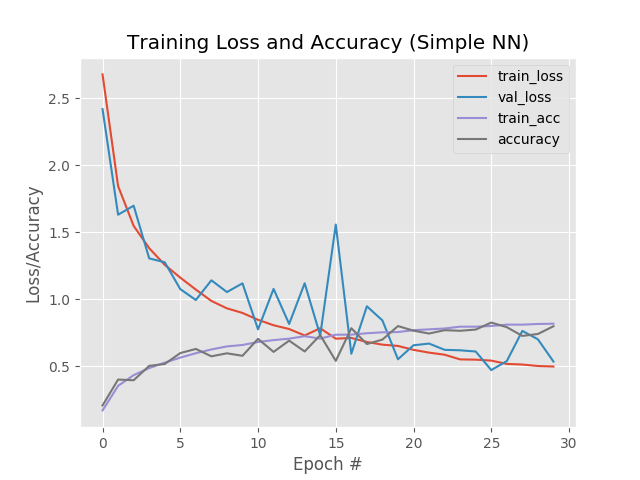 Training Loss and Accuracy (Simple NN)
train_loss
val_loss
train_acc
accuracy
2.5
2.0
1.5
1.0
0.5
Loss/Accuracy
0 5 10 15 20 25 30
Epoch #